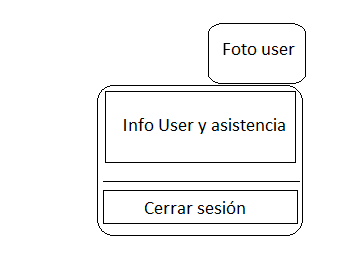 Foto user
Info User y asistencia
Cerrar sesión